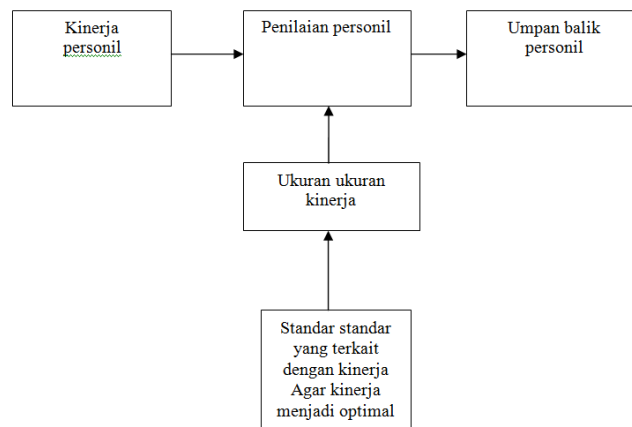 Kinerja
personil
Penilaian personil
Umpan balik
personil
Ukuran ukuran
kinerja
Standar standar
yang terkait
dengan kinerja
Agar kinerja
menjadi optimal